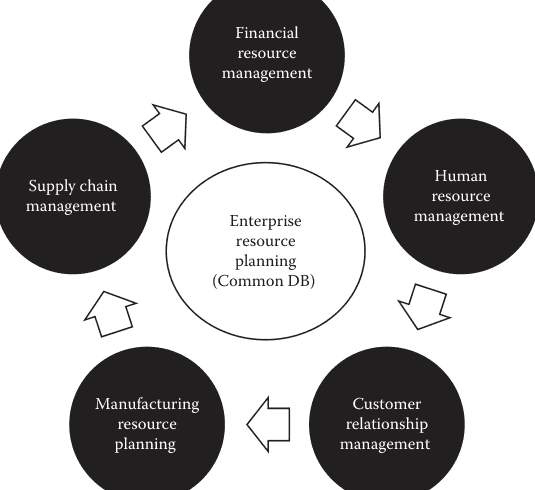 Financial
resource
management
Human
resource
management
Customer
relationship
management
Manufacturing
resource
planning
Supply chain
management
Enterprise
resource
planning
(Common DB)